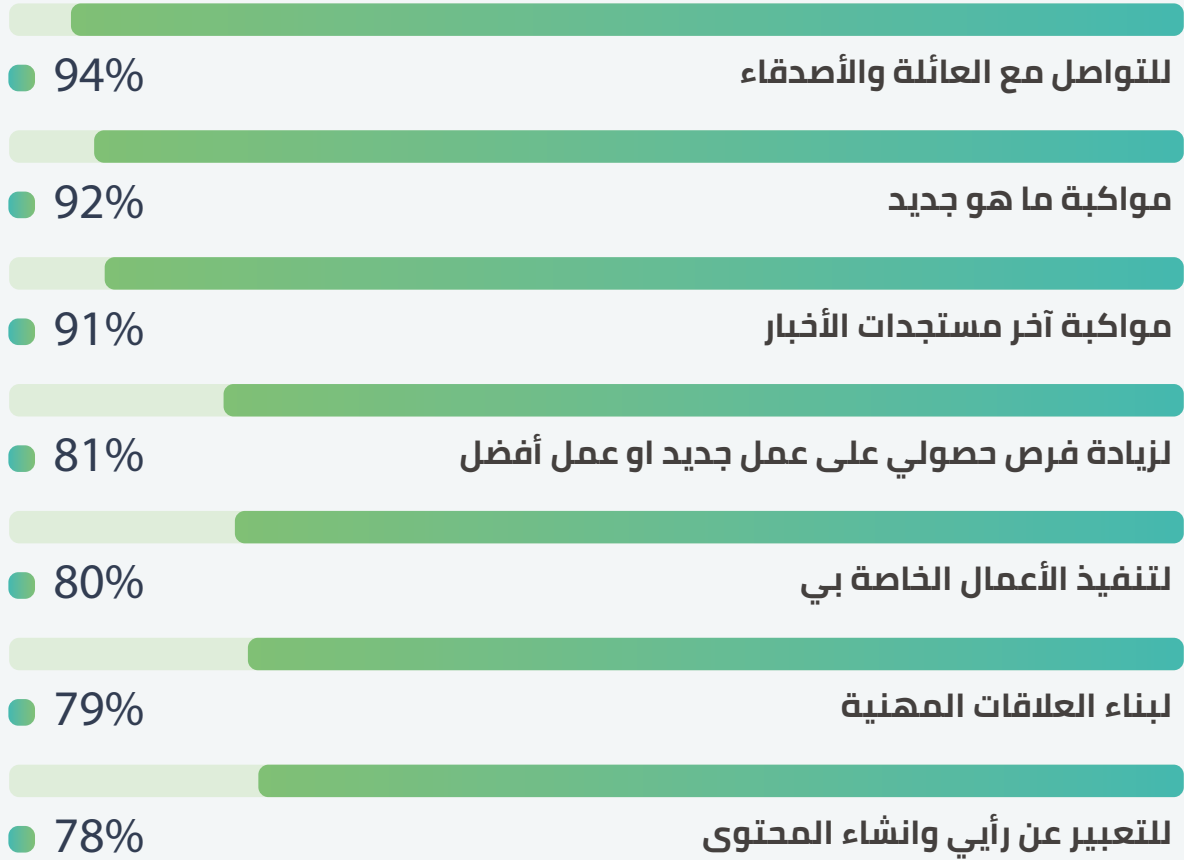 للتواصل مع العائلة والأصدقاء 94%
مواكبة ما هو جديد 92%
مواكبة آخر مستجدات الأخبار 91%
لزيادة فرص حصولي على عمل جديد او عمل أفضل 81%
لتنفيذ الأعمال الخاصة بي 80%
لبناء العلاقات المهنية 79%
للتعبير عن رأيي وانشاء المحتوى 78%